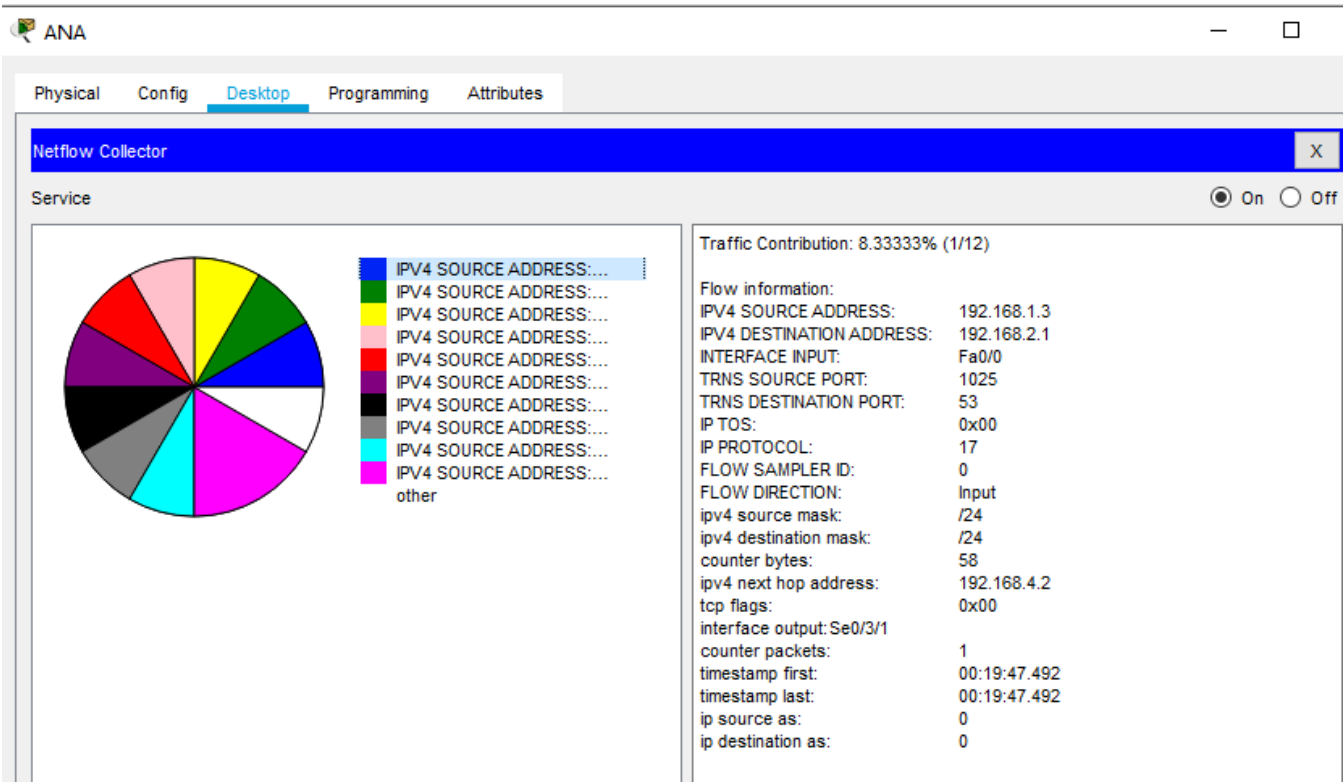 ANA
Physical Config Desktop Programming Attributes
Netflow Collector X
Service On Off
IPV4 SOURCE ADDRESS:...
IPV4 SOURCE ADDRESS:...
IPV4 SOURCE ADDRESS:...
IPV4 SOURCE ADDRESS:...
IPV4 SOURCE ADDRESS:...
IPV4 SOURCE ADDRESS:...
IPV4 SOURCE ADDRESS:...
IPV4 SOURCE ADDRESS:...
IPV4 SOURCE ADDRESS:...
IPV4 SOURCE ADDRESS:...
other
Traffic Contribution: 8.33333% (1/12)
Flow information:
IPV4 SOURCE ADDRESS: 192.168.1.3
IPV4 DESTINATION ADDRESS: 192.168.2.1
INTERFACE INPUT: Fa0/0
TRNS SOURCE PORT: 1025
TRNS DESTINATION PORT: 53
IP TOS: 0x00
IP PROTOCOL: 17
FLOW SAMPLER ID: 0
FLOW DIRECTION: Input
ipv4 source mask: /24
ipv4 destination mask: /24
counter bytes: 58
ipv4 next hop address: 192.168.4.2
tcp flags: 0x00
interface output:Se0/3/1
counter packets: 1
timestamp first: 00:19:47.492
timestamp last: 00:19:47.492
ip source as: 0
ip destination as: 0